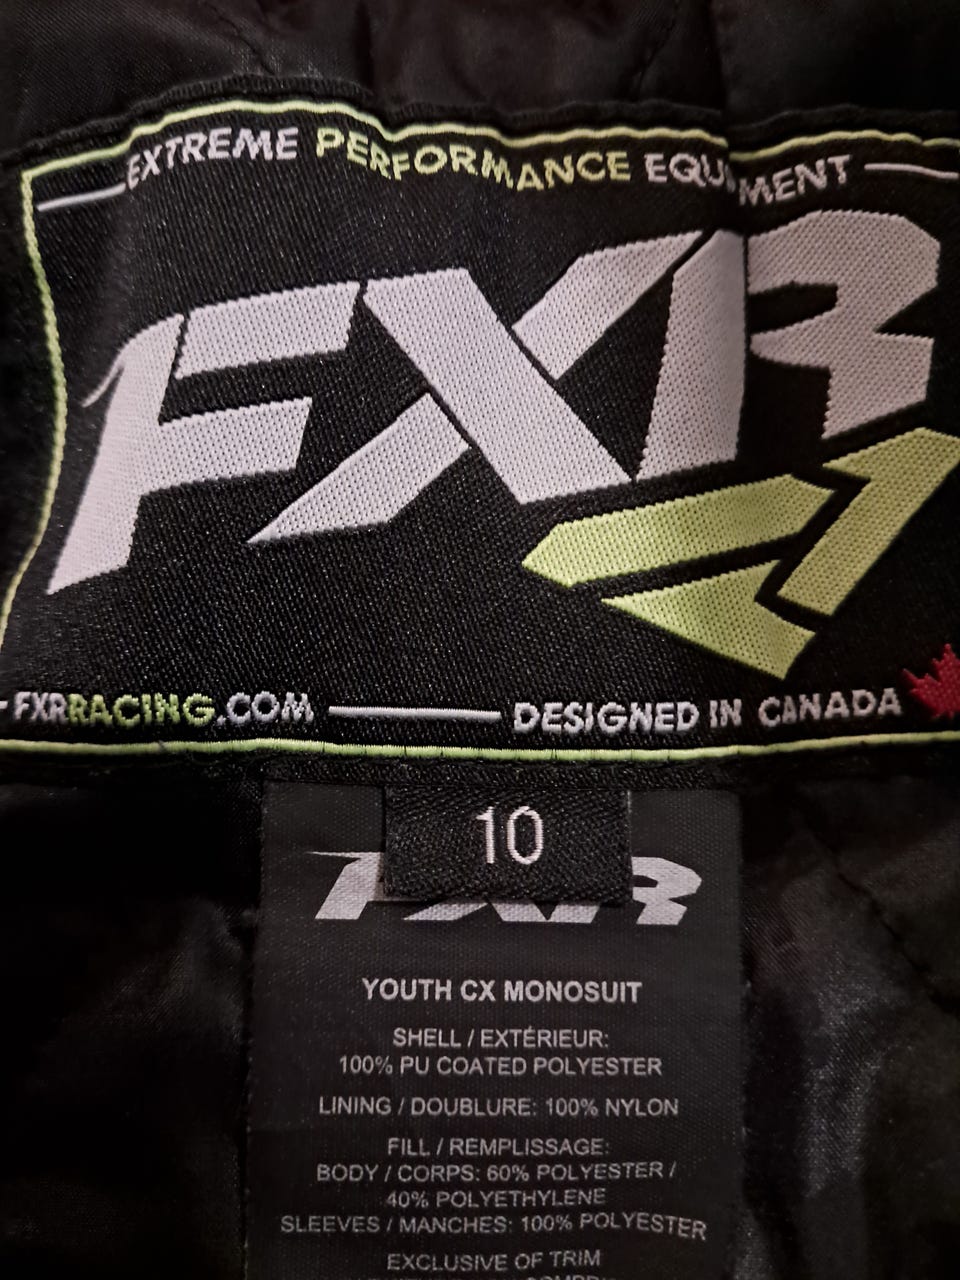 EXTREME PERFORMANCE EQUIPMENT
FXR
FXRRACING.COM
DESIGNED IN CANADA
10
FXR
YOUTH CX MONOSUIT
SHELL / EXTÉRIEUR:
100% PU COATED POLYESTER
LINING / DOUBLURE: 100% NYLON
FILL / REMPLISSAGE:
BODY / CORPS: 60% POLYESTER /
40% POLYETHYLENE
SLEEVES / MANCHES: 100% POLYESTER
EXCLUSIVE OF TRIM